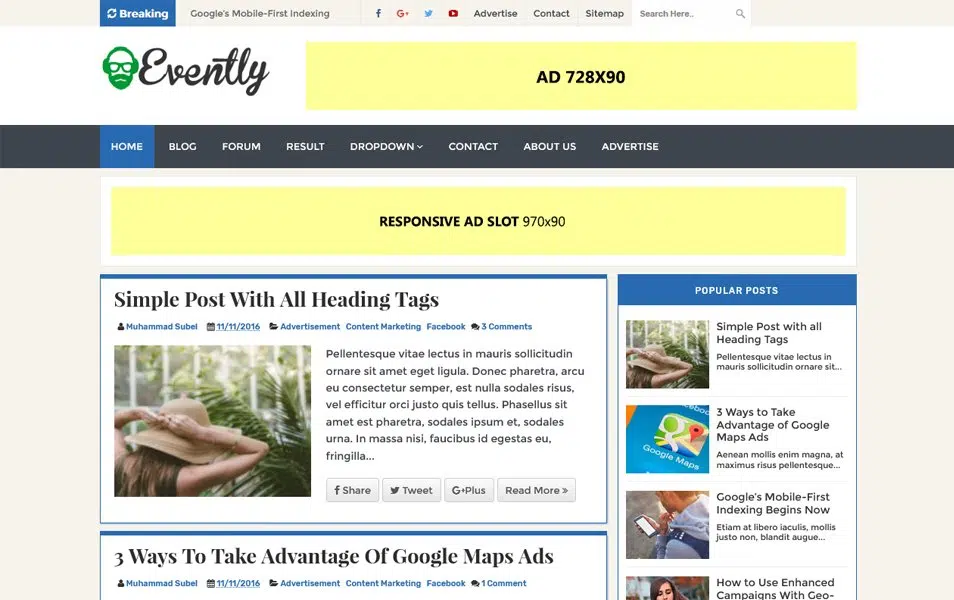 Breaking Google's Mobile-First Indexing Advertise Contact Sitemap Search Here..
Evently
AD 728X90
HOME BLOG FORUM RESULT DROPDOWN CONTACT ABOUT US ADVERTISE
RESPONSIVE AD SLOT 970x90
Simple Post With All Heading Tags
Muhammad Subel 11/11/2016 Advertisement Content Marketing Facebook 3 Comments
Pellentesque vitae lectus in mauris sollicitudin
ornare sit amet eget ligula. Donec pharetra, arcu
eu consectetur semper, est nulla sodales risus,
vel efficitur orci justo quis tellus. Phasellus sit
amet est pharetra, sodales ipsum et, sodales
urna. In massa nisi, faucibus id egestas eu,
fringilla...
Share Tweet G+Plus Read More »
3 Ways To Take Advantage Of Google Maps Ads
Muhammad Subel 11/11/2016 Advertisement Content Marketing Facebook 1 Comment
POPULAR POSTS
Simple Post with all
Heading Tags
Pellentesque vitae lectus in
mauris sollicitudin ornare sit...
Google Maps
3 Ways to Take
Advantage of Google
Maps Ads
Aenean mollis enim magna, at
maximus risus pellentesque...
Google's Mobile-First
Indexing Begins Now
Etiam at libero iaculis, mollis
justo non, blandit augue...
How to Use Enhanced
Campaigns With Geo-